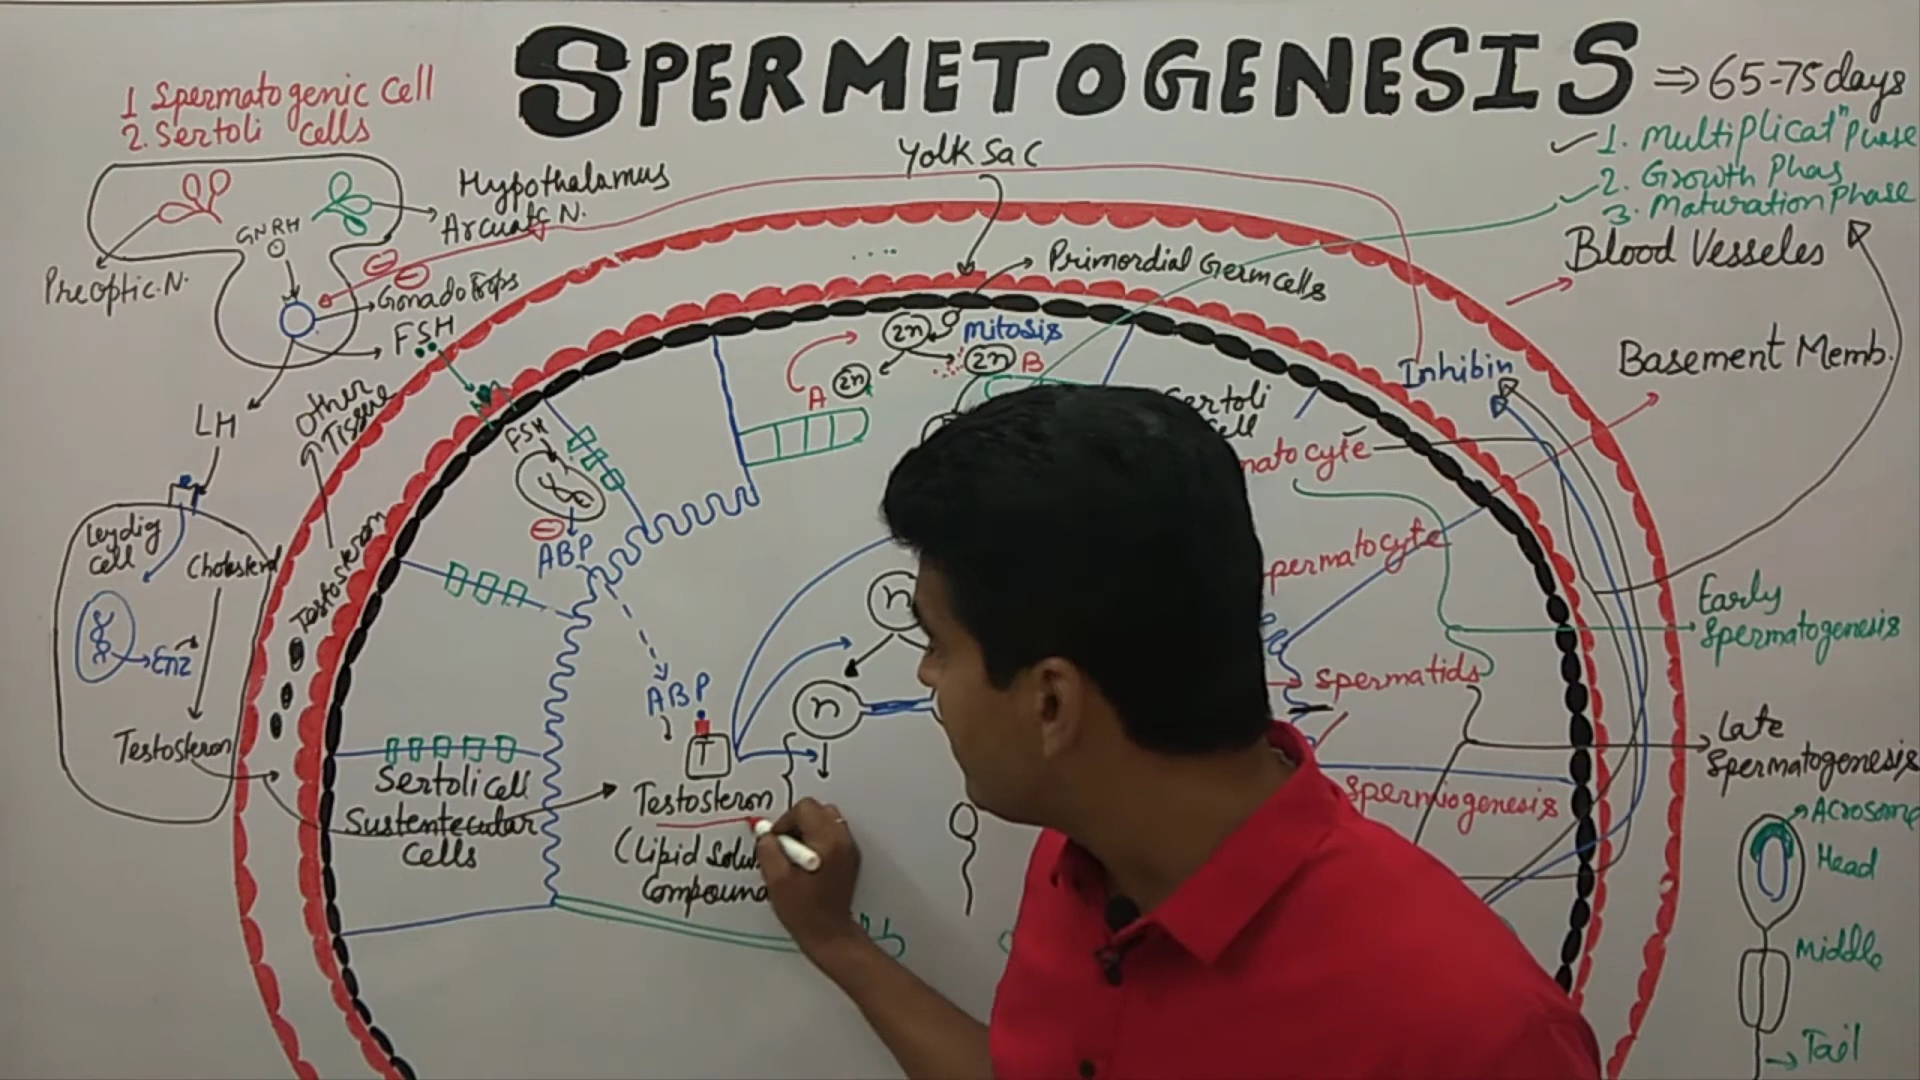 SPERMETOGENESIS
⇒ 65-75 days
1 Spermatogenic Cell
2. Sertoli Cells
1. Multiplicatⁿ Phase
2. Growth Phas
3. Maturation Phase
Yolk Sac
Hypothalamus
Arcuate N.
GNRH
Preoptic.N.
Gonadotrops
FSH
LH
Other
Tissue
Primordial Germcells
Blood Vesseles
Basement Memb.
2n
mitosis
2n
B
2n
A
Inhibin
Sertoli
Cell
FSH
ABP
Leydig
Cell
Cholesterol
Testosteron
Enz
Testosteron
matocyte
permatocyte
Early
Spermatogenesis
n
n
ABP
T
Spermatids
Late
Spermatogenesis
Sertoli cell
Sustentecular
Cells
Testosteron
(Lipid Solu
Compound
Spermiogenesis
Acrosome
Head
Middle
Tail